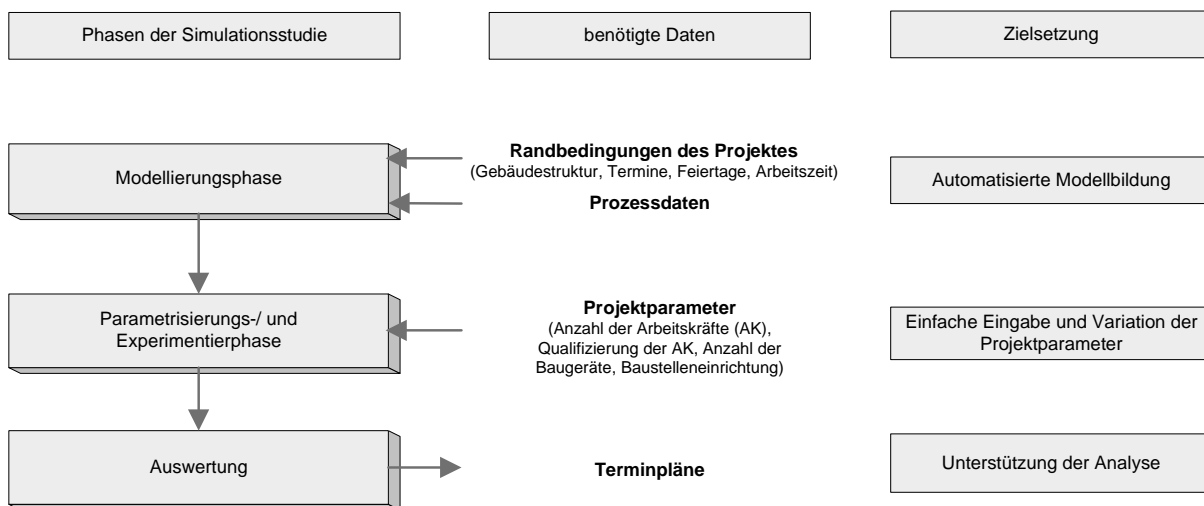 Phasen der Simulationsstudie
benötigte Daten
Zielsetzung
Modellierungsphase
Randbedingungen des Projektes
(Gebäudestruktur, Termine, Feiertage, Arbeitszeit)
Prozessdaten
Automatisierte Modellbildung
Parametrisierungs-/ und
Experimentierphase
Projektparameter
(Anzahl der Arbeitskräfte (AK),
Qualifizierung der AK, Anzahl der
Baugeräte, Baustelleneinrichtung)
Einfache Eingabe und Variation der
Projektparameter
Auswertung
Terminpläne
Unterstützung der Analyse